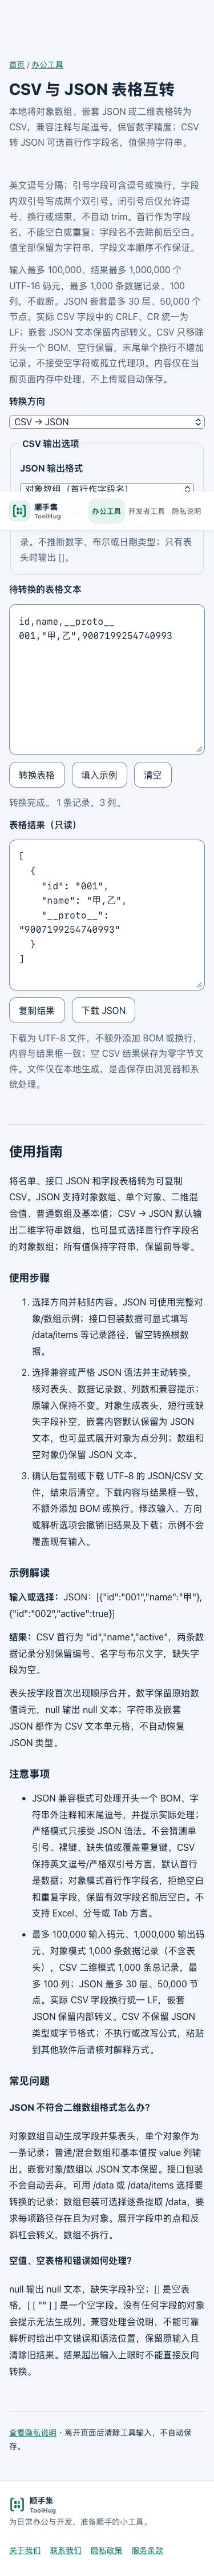 首页 / 办公工具
CSV 与 JSON 表格互转
本地将对象数组、嵌套 JSON 或二维表格转为
CSV，兼容注释与尾逗号，保留数字精度；CSV
转 JSON 可选首行作字段名，值保持字符串。
英文逗号分隔；引号字段可含逗号或换行，字段
内双引号写成两个双引号。闭引号后仅允许逗
号、换行或结束，不自动 trim。首行作为字段
名，不能空白或重复；字段名不去除前后空白。
值全部保留为字符串，字段文本顺序不作保证。
输入最多 100,000、结果最多 1,000,000 个
UTF-16 码元，最多 1,000 条数据记录、100
列，不截断。JSON 嵌套最多 30 层、50,000 个
节点。实际 CSV 字段中的 CRLF、CR 统一为
LF；嵌套 JSON 文本保留内部转义。CSV 只移除
开头一个 BOM，空行保留，末尾单个换行不增加
记录。不接受空字符或孤立代理项。内容仅在当
前页面内存中处理，不上传或自动保存。
转换方向
CSV → JSON
CSV 输出选项
JSON 输出格式
对象数组（首行作字段名）
顺手集
ToolHug
办公工具
开发者工具
隐私说明
录。不推断数字、布尔或日期类型；只有表
头时输出 []。
待转换的表格文本
id,name,__proto__
001,"甲,乙",9007199254740993
转换表格
填入示例
清空
转换完成。 1 条记录，3 列。
表格结果（只读）
[
{
"id": "001",
"name": "甲,乙",
"__proto__":
"9007199254740993"
}
]
复制结果
下载 JSON
下载为 UTF-8 文件，不额外添加 BOM 或换行，
内容与结果框一致；空 CSV 结果保存为零字节文
件。文件仅在本地生成，是否保存由浏览器和系
统处理。
使用指南
将名单、接口 JSON 和字段表格转为可复制
CSV。JSON 支持对象数组、单个对象、二维混
合值、普通数组及基本值；CSV → JSON 默认输
出二维字符串数组，也可显式选择首行作字段名
的对象数组；所有值保持字符串，保留前导零。
使用步骤
1. 选择方向并粘贴内容。JSON 可使用完整对
象/数组示例；接口包装数据可显式填写
/data/items 等记录路径，留空转换根数
据。
2. 选择兼容或严格 JSON 语法并主动转换，
核对表头、数据记录数、列数和兼容提示；
原输入保持不变。对象生成表头，短行或缺
失字段补空，嵌套内容默认保留为 JSON
文本，也可显式展开对象为点分列；数组和
空对象仍保留 JSON 文本。
3. 确认后复制或下载 UTF-8 的 JSON/CSV 文
件，结束后清空。下载内容与结果框一致，
不额外添加 BOM 或换行。修改输入、方向
或解析选项会撤销旧结果及下载；示例不会
覆盖现有输入。
示例解读
输入或选择：JSON：[{"id":"001","name":"甲"},
{"id":"002","active":true}]
结果：CSV 首行为 "id","name","active"，两条数
据记录分别保留编号、名字与布尔文字，缺失字
段为空。
表头按字段首次出现顺序合并。数字保留原始数
值词元，null 输出 null 文本；字符串及嵌套
JSON 都作为 CSV 文本单元格，不自动恢复
JSON 类型。
注意事项
• JSON 兼容模式可处理开头一个 BOM、字
符串外注释和末尾逗号，并提示实际处理；
严格模式只接受 JSON 语法。不会猜测单
引号、裸键、缺失值或覆盖重复键。CSV
保持英文逗号/严格双引号方言，默认首行
是数据；对象模式首行作字段名，拒绝空白
和重复字段，保留有效字段名前后空白。不
支持 Excel、分号或 Tab 方言。
• 最多 100,000 输入码元、1,000,000 输出码
元、对象模式 1,000 条数据记录（不含表
头），CSV 二维模式 1,000 条总记录，最
多 100 列；JSON 最多 30 层、50,000 节
点。实际 CSV 字段换行统一 LF，嵌套
JSON 保留内部转义。CSV 不保留 JSON
类型或字节格式；不执行或改写公式，粘贴
到其他软件后请核对解释方式。
常见问题
JSON 不符合二维数组格式怎么办？
对象数组自动生成字段并集表头，单个对象作为
一条记录；普通/混合数组和基本值按 value 列输
出。嵌套对象/数组以 JSON 文本保留。接口包装
不会自动丢弃，可用 /data 或 /data/items 选择要
转换的记录；数组包装可选择逐条提取 /data，要
求每项路径存在且为对象。展开字段中的点和反
斜杠会转义，数组不拆行。
空值、空表格和错误如何处理？
null 输出 null 文本，缺失字段补空；[] 是空表
格，[ [ "" ] ] 是一个空字段。没有任何字段的对象
会提示无法生成列。兼容处理会说明，不能可靠
解析时给出中文错误和语法位置，保留原输入且
清除旧结果。结果超出输入上限时不能直接反向
转换。
查看隐私说明 · 离开页面后清除工具输入，不自动保
存。
顺手集
ToolHug
为日常办公与开发，准备顺手的小工具。
关于我们 联系我们 隐私政策 服务条款